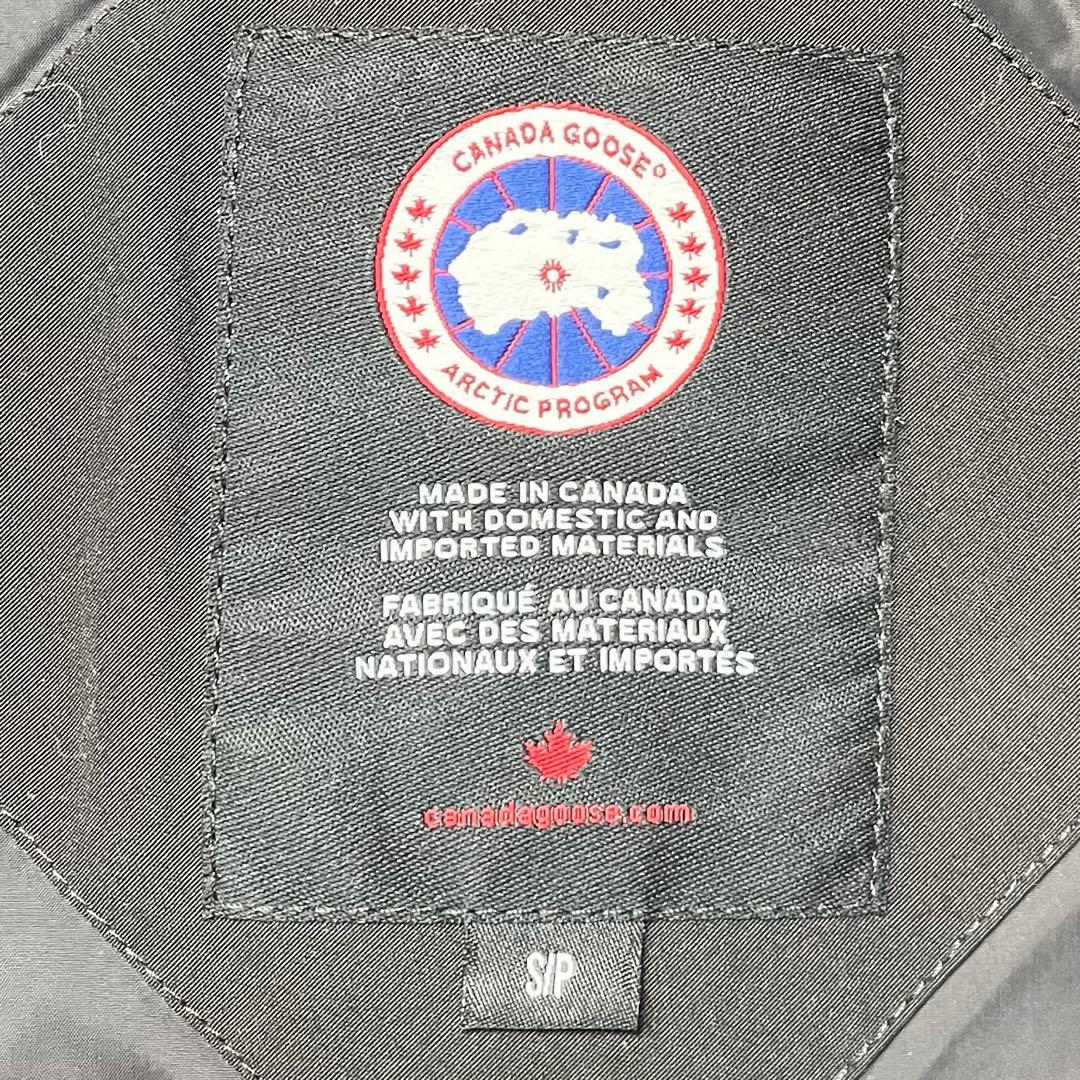 CANADA GOOSE®
ARCTIC PROGRAM
MADE IN CANADA
WITH DOMESTIC AND
IMPORTED MATERIALS
FABRIQUÉ AU CANADA
AVEC DES MATERIAUX
NATIONAUX ET IMPORTÉS
canadagoose.com
S/P